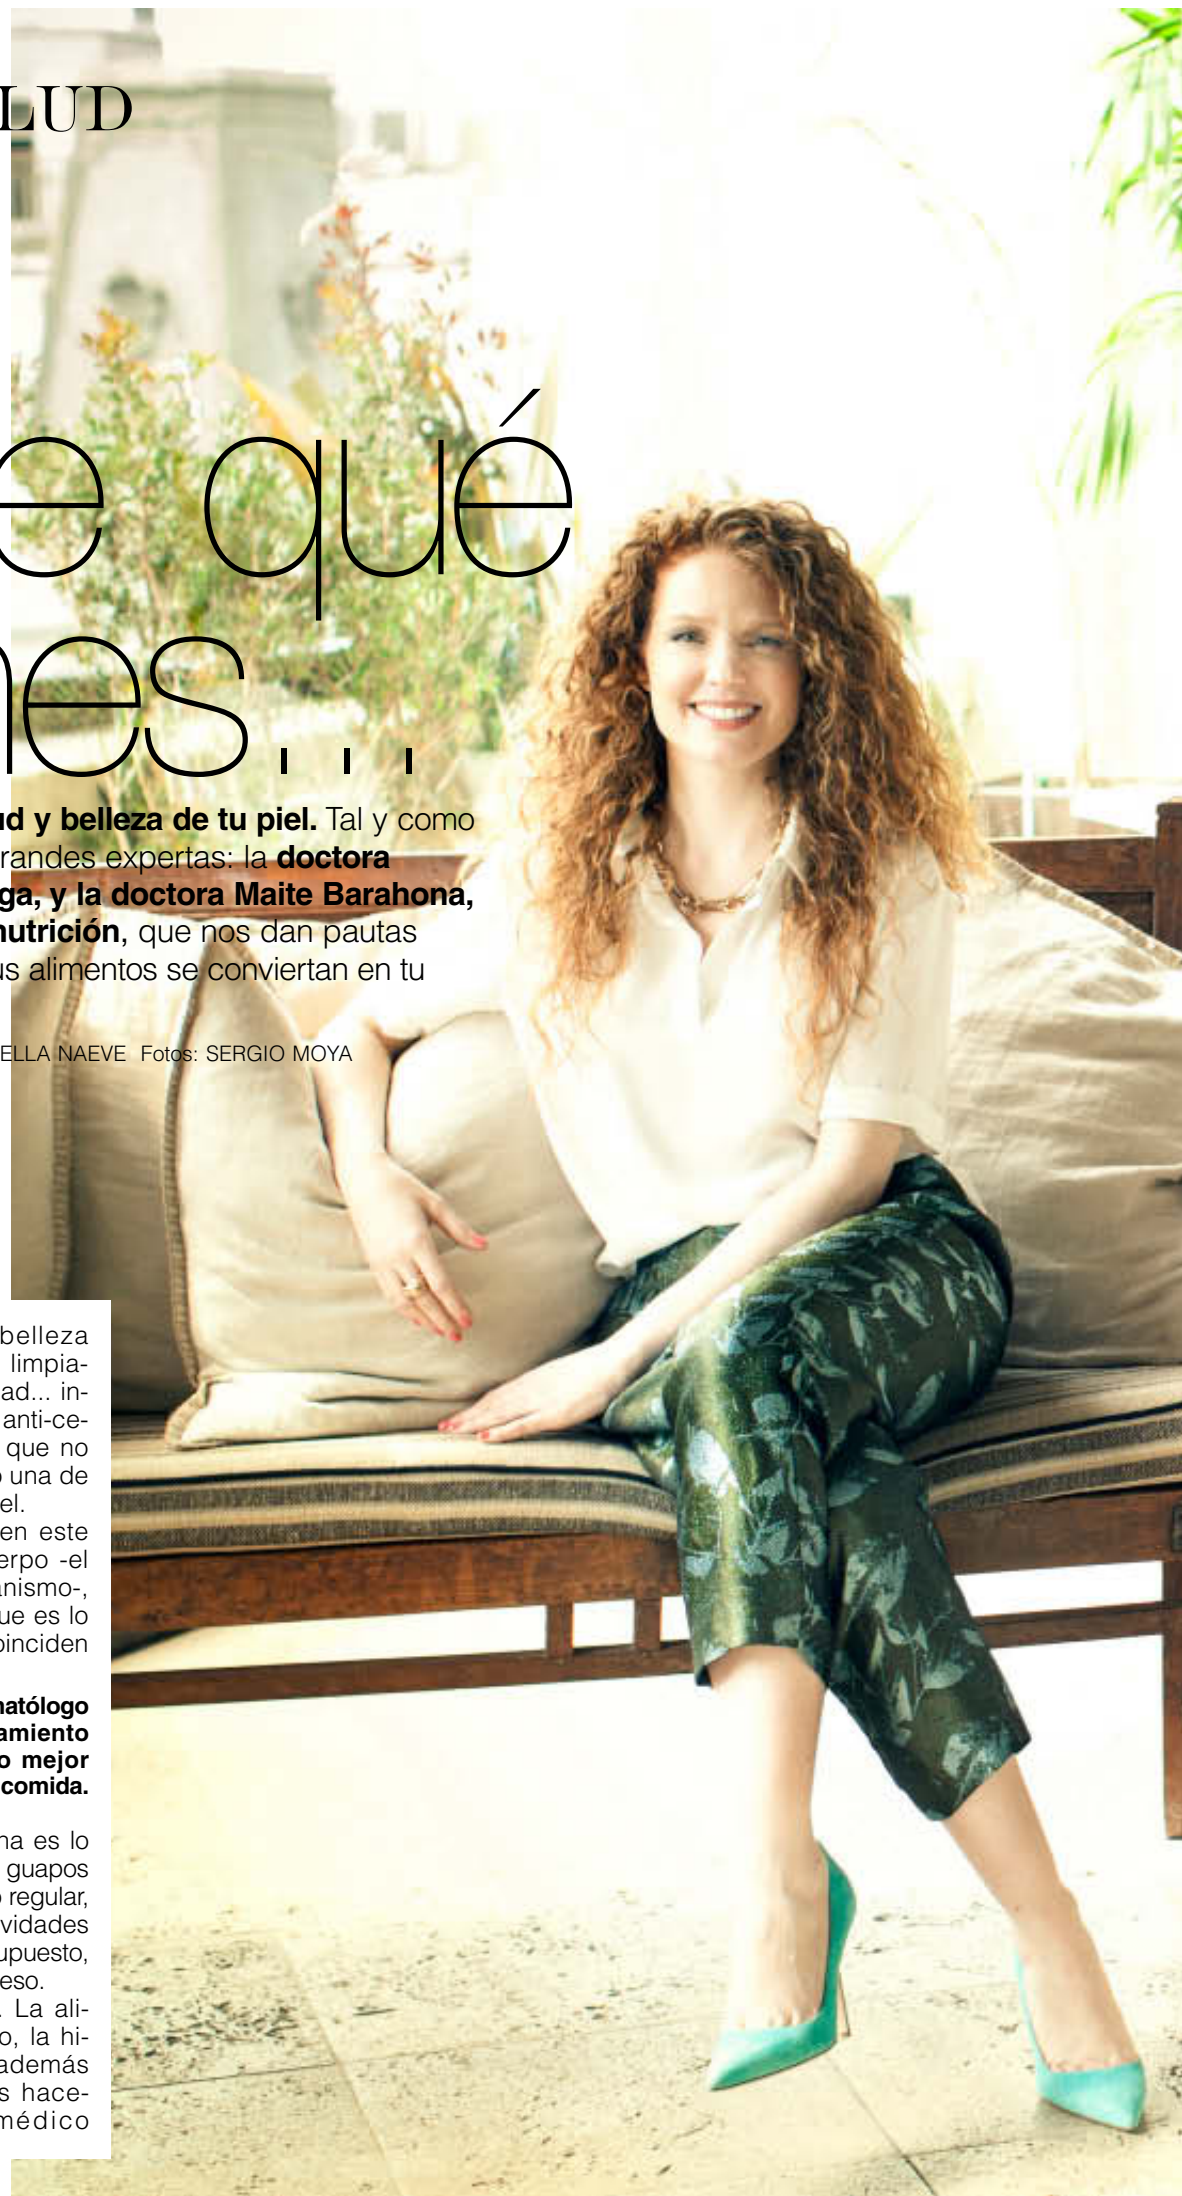 LUD
e qué
nes...
ud y belleza de tu piel. Tal y como
randes expertas: la doctora
ga, y la doctora Maite Barahona,
nutrición, que nos dan pautas
us alimentos se conviertan en tu
ELLA NAEVE Fotos: SERGIO MOYA
belleza
limpia-
ad... in-
anti-ce-
que no
o una de
el.
en este
erpo -el
anismo-,
ue es lo
oinciden
natólogo
amiento
o mejor
comida.
na es lo
guapos
o regular,
vidades
upuesto,
eso.
. La ali-
o, la hi-
además
s hace-
médico